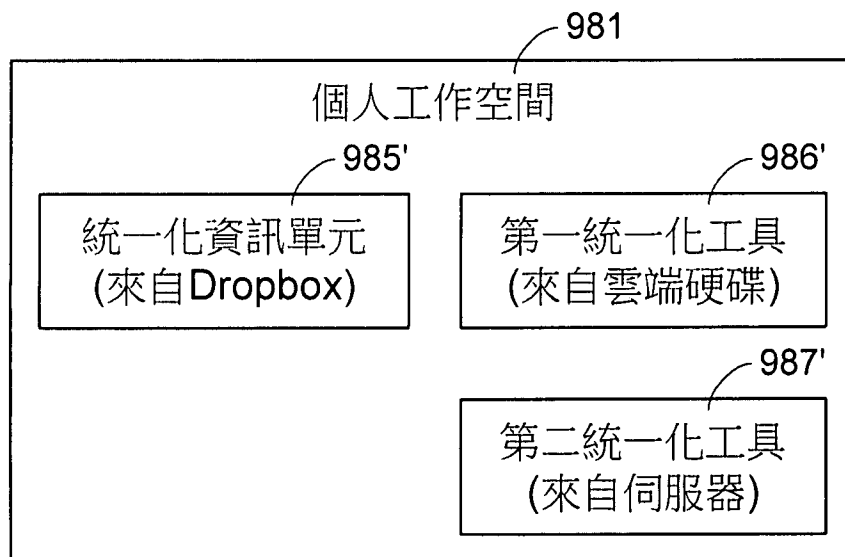 981
個人工作空間
985'
統一化資訊單元
(來自Dropbox)
986'
第一統一化工具
(來自雲端硬碟)
987'
第二統一化工具
(來自伺服器)